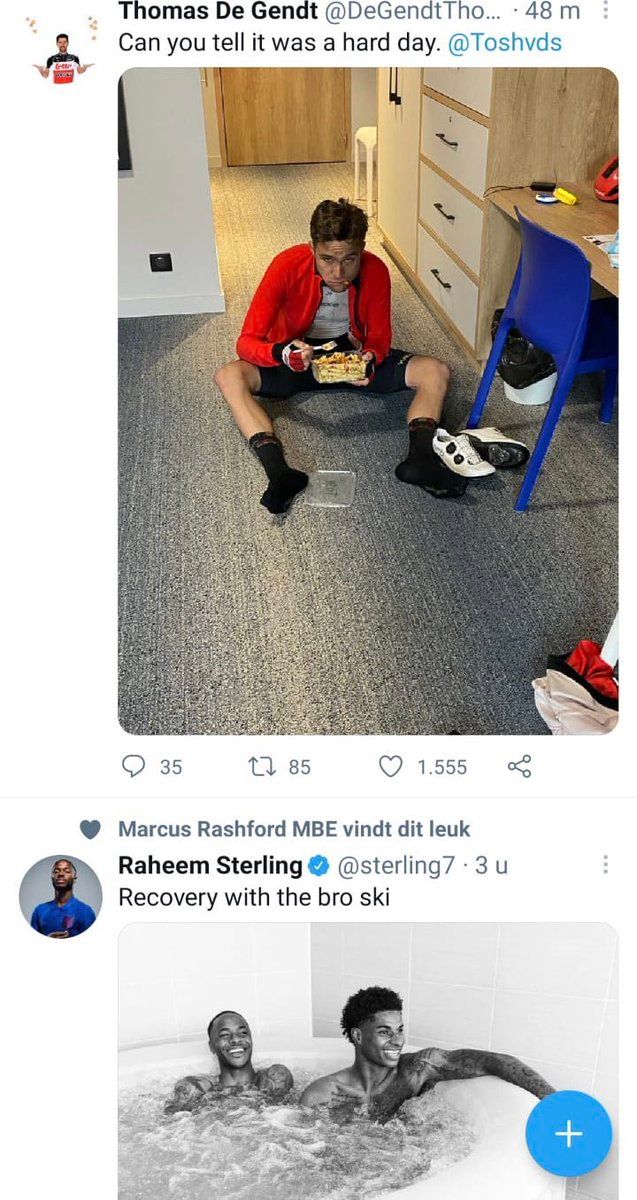 Thomas De Gendt @DeGendtTho... · 48 m
Can you tell it was a hard day. @Toshvds
35 85 1.555
Marcus Rashford MBE vindt dit leuk
Raheem Sterling @sterling7 · 3 u
Recovery with the bro ski